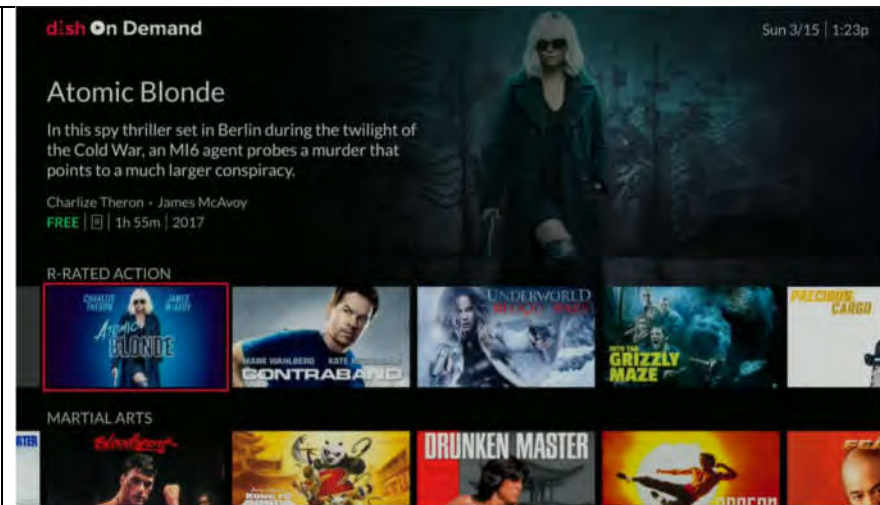 dish On Demand
Sun 3/15 | 1:23p
Atomic Blonde
In this spy thriller set in Berlin during the twilight of
the Cold War, an MI6 agent probes a murder that
points to a much larger conspiracy.
Charlize Theron • James McAvoy
FREE | R | 1h 55m | 2017
R-RATED ACTION
CHARLIZE THERON JAMES McAVOY
ATOMIC
BLONDE
MARK WAHLBERG KATE
CONTRABAND
UNDERWORLD
BLOOD WARS
INTO THE
GRIZZLY
MAZE
PRECIOUS
CARGO
MARTIAL ARTS
Bloodsport
KUNG FU
DRUNKEN MASTER